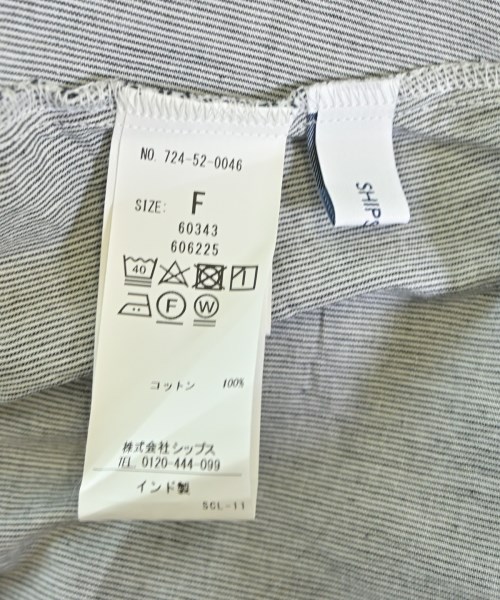 NO. 724-52-0046
SIZE: F
60343
606225
40
F W
コットン 100%
株式会社シップス
TEL. 0120-444-099
インド製
SCL-11
SHIPS